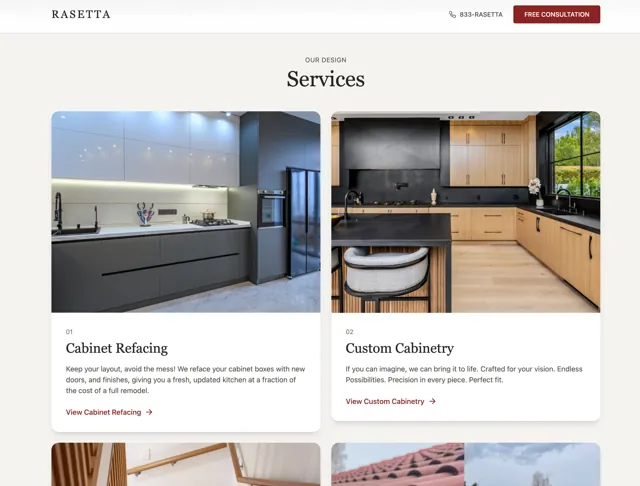 RASETTA
833-RASETTA
FREE CONSULTATION
OUR DESIGN
Services
01
Cabinet Refacing
Keep your layout, avoid the mess! We reface your cabinet boxes with new
doors, and finishes, giving you a fresh, updated kitchen at a fraction of
the cost of a full remodel.
View Cabinet Refacing →
02
Custom Cabinetry
If you can imagine, we can bring it to life. Crafted for your vision. Endless
Possibilities. Precision in every piece. Perfect fit.
View Custom Cabinetry →